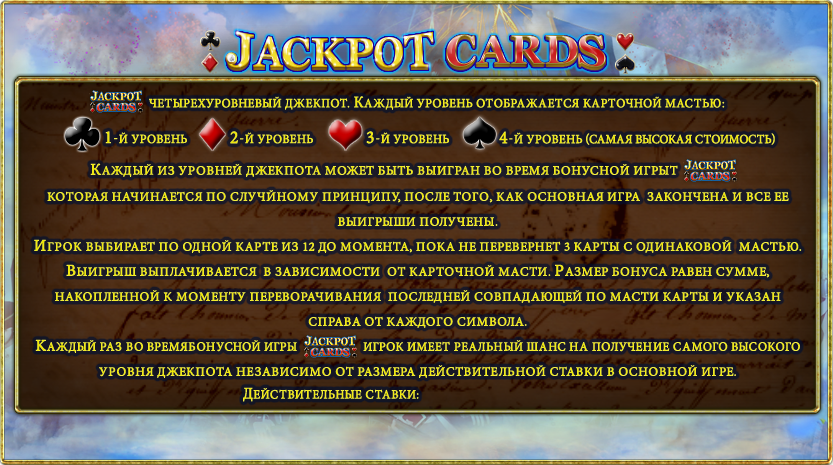 JACKPOT CARDS
JACKPOT CARDS ЧЕТЫРЕХУРОВНЕВЫЙ ДЖЕКПОТ. КАЖДЫЙ УРОВЕНЬ ОТОБРАЖАЕТСЯ КАРТОЧНОЙ МАСТЬЮ:
1-Й УРОВЕНЬ 2-Й УРОВЕНЬ 3-Й УРОВЕНЬ 4-Й УРОВЕНЬ (САМАЯ ВЫСОКАЯ СТОИМОСТЬ)
КАЖДЫЙ ИЗ УРОВНЕЙ ДЖЕКПОТА МОЖЕТ БЫТЬ ВЫИГРАН ВО ВРЕМЯ БОНУСНОЙ ИГРЫТ JACKPOT CARDS
КОТОРАЯ НАЧИНАЕТСЯ ПО СЛУЧЙНОМУ ПРИНЦИПУ, ПОСЛЕ ТОГО, КАК ОСНОВНАЯ ИГРА ЗАКОНЧЕНА И ВСЕ ЕЕ
ВЫИГРЫШИ ПОЛУЧЕНЫ.
ИГРОК ВЫБИРАЕТ ПО ОДНОЙ КАРТЕ ИЗ 12 ДО МОМЕНТА, ПОКА НЕ ПЕРЕВЕРНЕТ 3 КАРТЫ С ОДИНАКОВОЙ МАСТЬЮ.
ВЫИГРЫШ ВЫПЛАЧИВАЕТСЯ В ЗАВИСИМОСТИ ОТ КАРТОЧНОЙ МАСТИ. РАЗМЕР БОНУСА РАВЕН СУММЕ,
НАКОПЛЕННОЙ К МОМЕНТУ ПЕРЕВОРАЧИВАНИЯ ПОСЛЕДНЕЙ СОВПАДАЮЩЕЙ ПО МАСТИ КАРТЫ И УКАЗАН
СПРАВА ОТ КАЖДОГО СИМВОЛА.
КАЖДЫЙ РАЗ ВО ВРЕМЯБОНУСНОЙ ИГРЫ JACKPOT CARDS ИГРОК ИМЕЕТ РЕАЛЬНЫЙ ШАНС НА ПОЛУЧЕНИЕ САМОГО ВЫСОКОГО
УРОВНЯ ДЖЕКПОТА НЕЗАВИСИМО ОТ РАЗМЕРА ДЕЙСТВИТЕЛЬНОЙ СТАВКИ В ОСНОВНОЙ ИГРЕ.
ДЕЙСТВИТЕЛЬНЫЕ СТАВКИ: